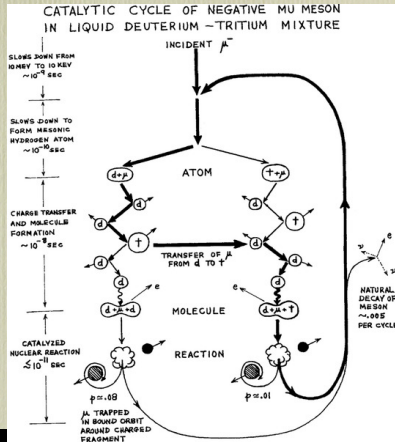 CATALYTIC CYCLE OF NEGATIVE MU MESON
IN LIQUID DEUTERIUM -TRITIUM MIXTURE
INCIDENT μ⁻
SLOWS DOWN FROM
10 MEV TO 10 KEV
~10⁻⁹ SEC
SLOWS DOWN TO
FORM MESONIC
HYDROGEN ATOM
~10⁻¹⁰ SEC
d+μ
ATOM
t+μ
CHARGE TRANSFER
AND MOLECULE
FORMATION
~10⁻⁸ SEC
d
d
d
t
t
d
TRANSFER OF μ
FROM d TO t
d
d
d
d
e
e
d+μ+d
MOLECULE
d+μ+t
e
ν
ν
NATURAL
DECAY OF
MESON
~.005
PER CYCLE
CATALYZED
NUCLEAR REACTION
≲10⁻¹¹ SEC
REACTION
p≈.08
p≈.01
μ TRAPPED
IN BOUND ORBIT
AROUND CHARGED
FRAGMENT